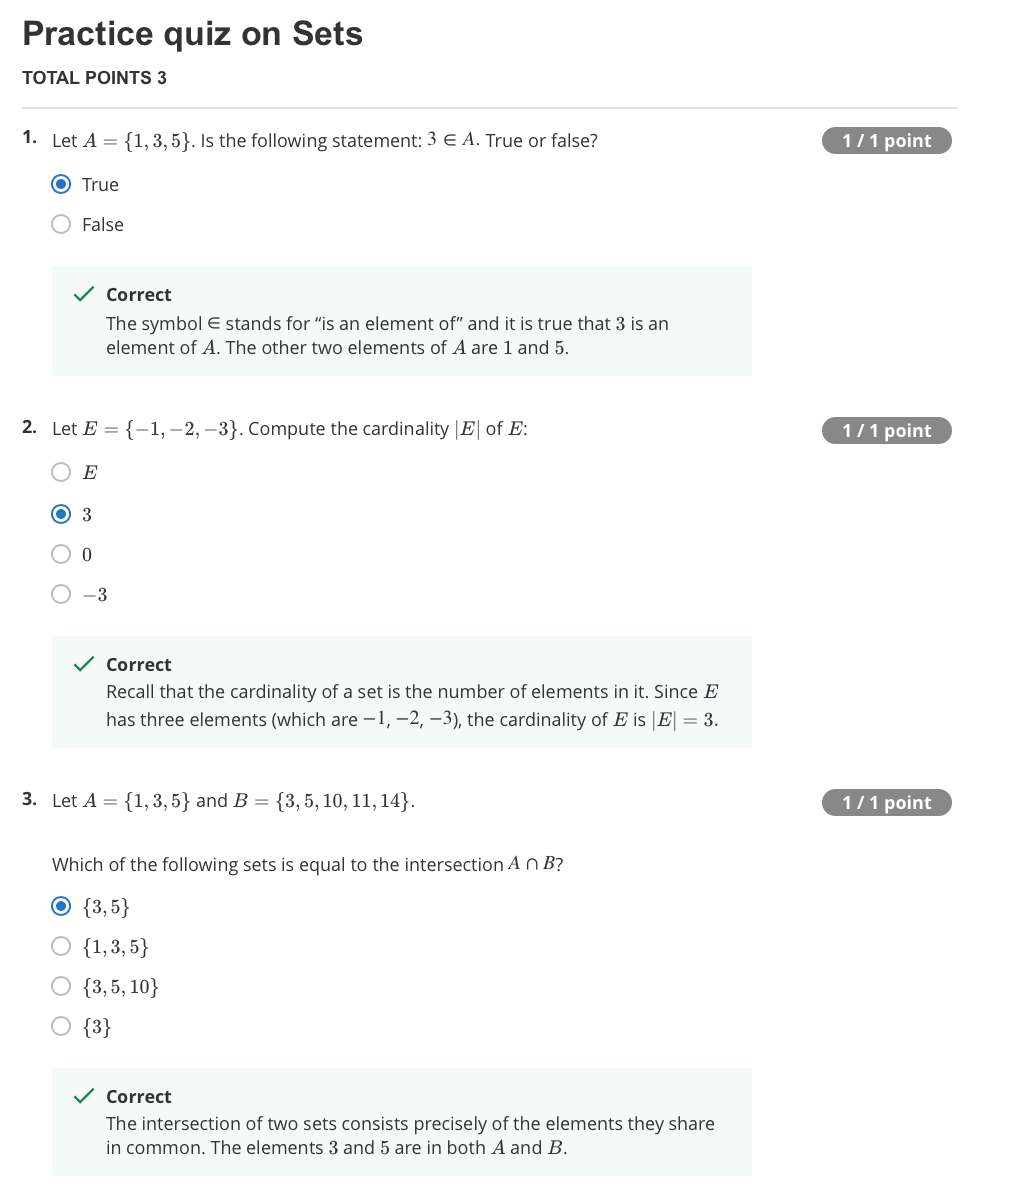 Practice quiz on Sets
TOTAL POINTS 3
1. Let A = {1, 3, 5}. Is the following statement: 3 ∈ A. True or false?
1 / 1 point
True
False
Correct
The symbol ∈ stands for “is an element of” and it is true that 3 is an
element of A. The other two elements of A are 1 and 5.
2. Let E = {−1, −2, −3}. Compute the cardinality |E| of E:
1 / 1 point
E
3
0
−3
Correct
Recall that the cardinality of a set is the number of elements in it. Since E
has three elements (which are −1, −2, −3), the cardinality of E is |E| = 3.
3. Let A = {1, 3, 5} and B = {3, 5, 10, 11, 14}.
1 / 1 point
Which of the following sets is equal to the intersection A ∩ B?
{3, 5}
{1, 3, 5}
{3, 5, 10}
{3}
Correct
The intersection of two sets consists precisely of the elements they share
in common. The elements 3 and 5 are in both A and B.